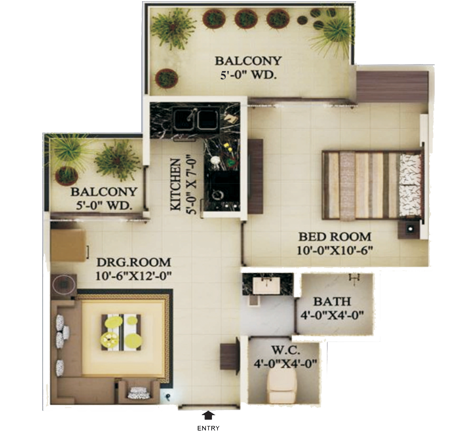 BALCONY
5'-0" WD.
KITCHEN
5'-0" X 7'-0"
BALCONY
5'-0" WD.
BED ROOM
10'-0"X10'-6"
DRG.ROOM
10'-6"X12'-0"
BATH
4'-0"X4'-0"
W.C.
4'-0"X4'-0"
ENTRY